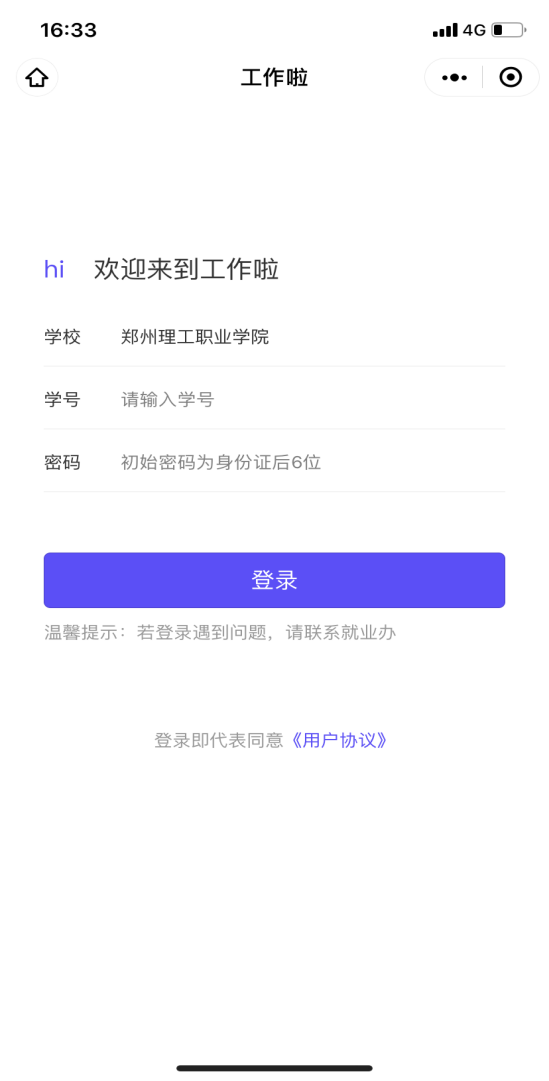 16:33
4G
工作啦
hi 欢迎来到工作啦
学校 郑州理工职业学院
学号 请输入学号
密码 初始密码为身份证后6位
登录
温馨提示：若登录遇到问题，请联系就业办
登录即代表同意《用户协议》